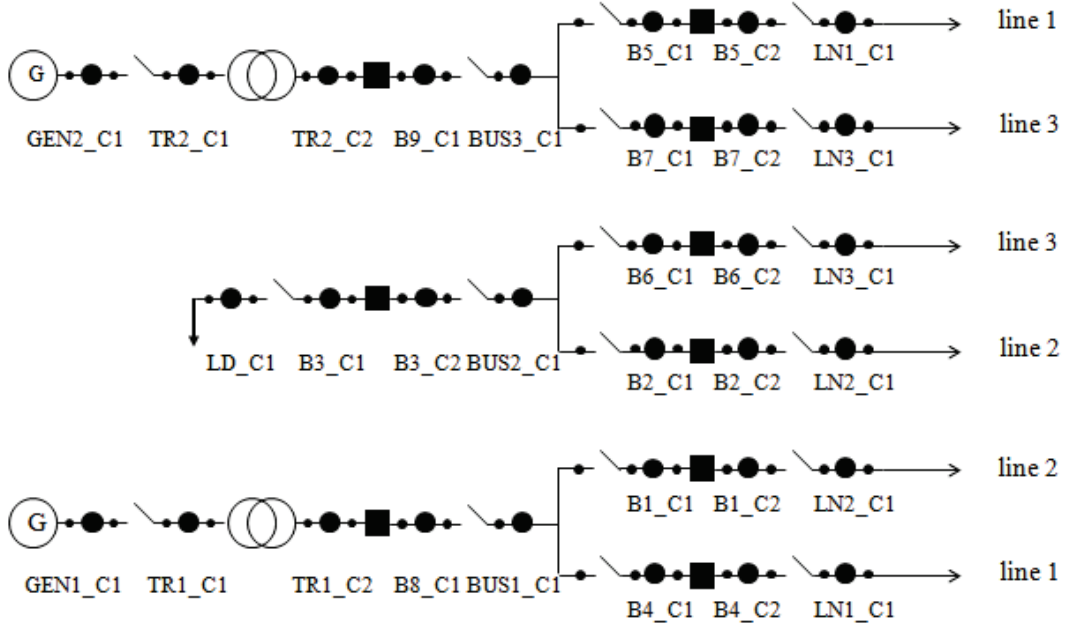 line 1
B5_C1 B5_C2 LN1_C1
G
GEN2_C1 TR2_C1 TR2_C2 B9_C1 BUS3_C1
line 3
B7_C1 B7_C2 LN3_C1
line 3
B6_C1 B6_C2 LN3_C1
LD_C1 B3_C1 B3_C2 BUS2_C1
line 2
B2_C1 B2_C2 LN2_C1
line 2
B1_C1 B1_C2 LN2_C1
G
GEN1_C1 TR1_C1 TR1_C2 B8_C1 BUS1_C1
line 1
B4_C1 B4_C2 LN1_C1